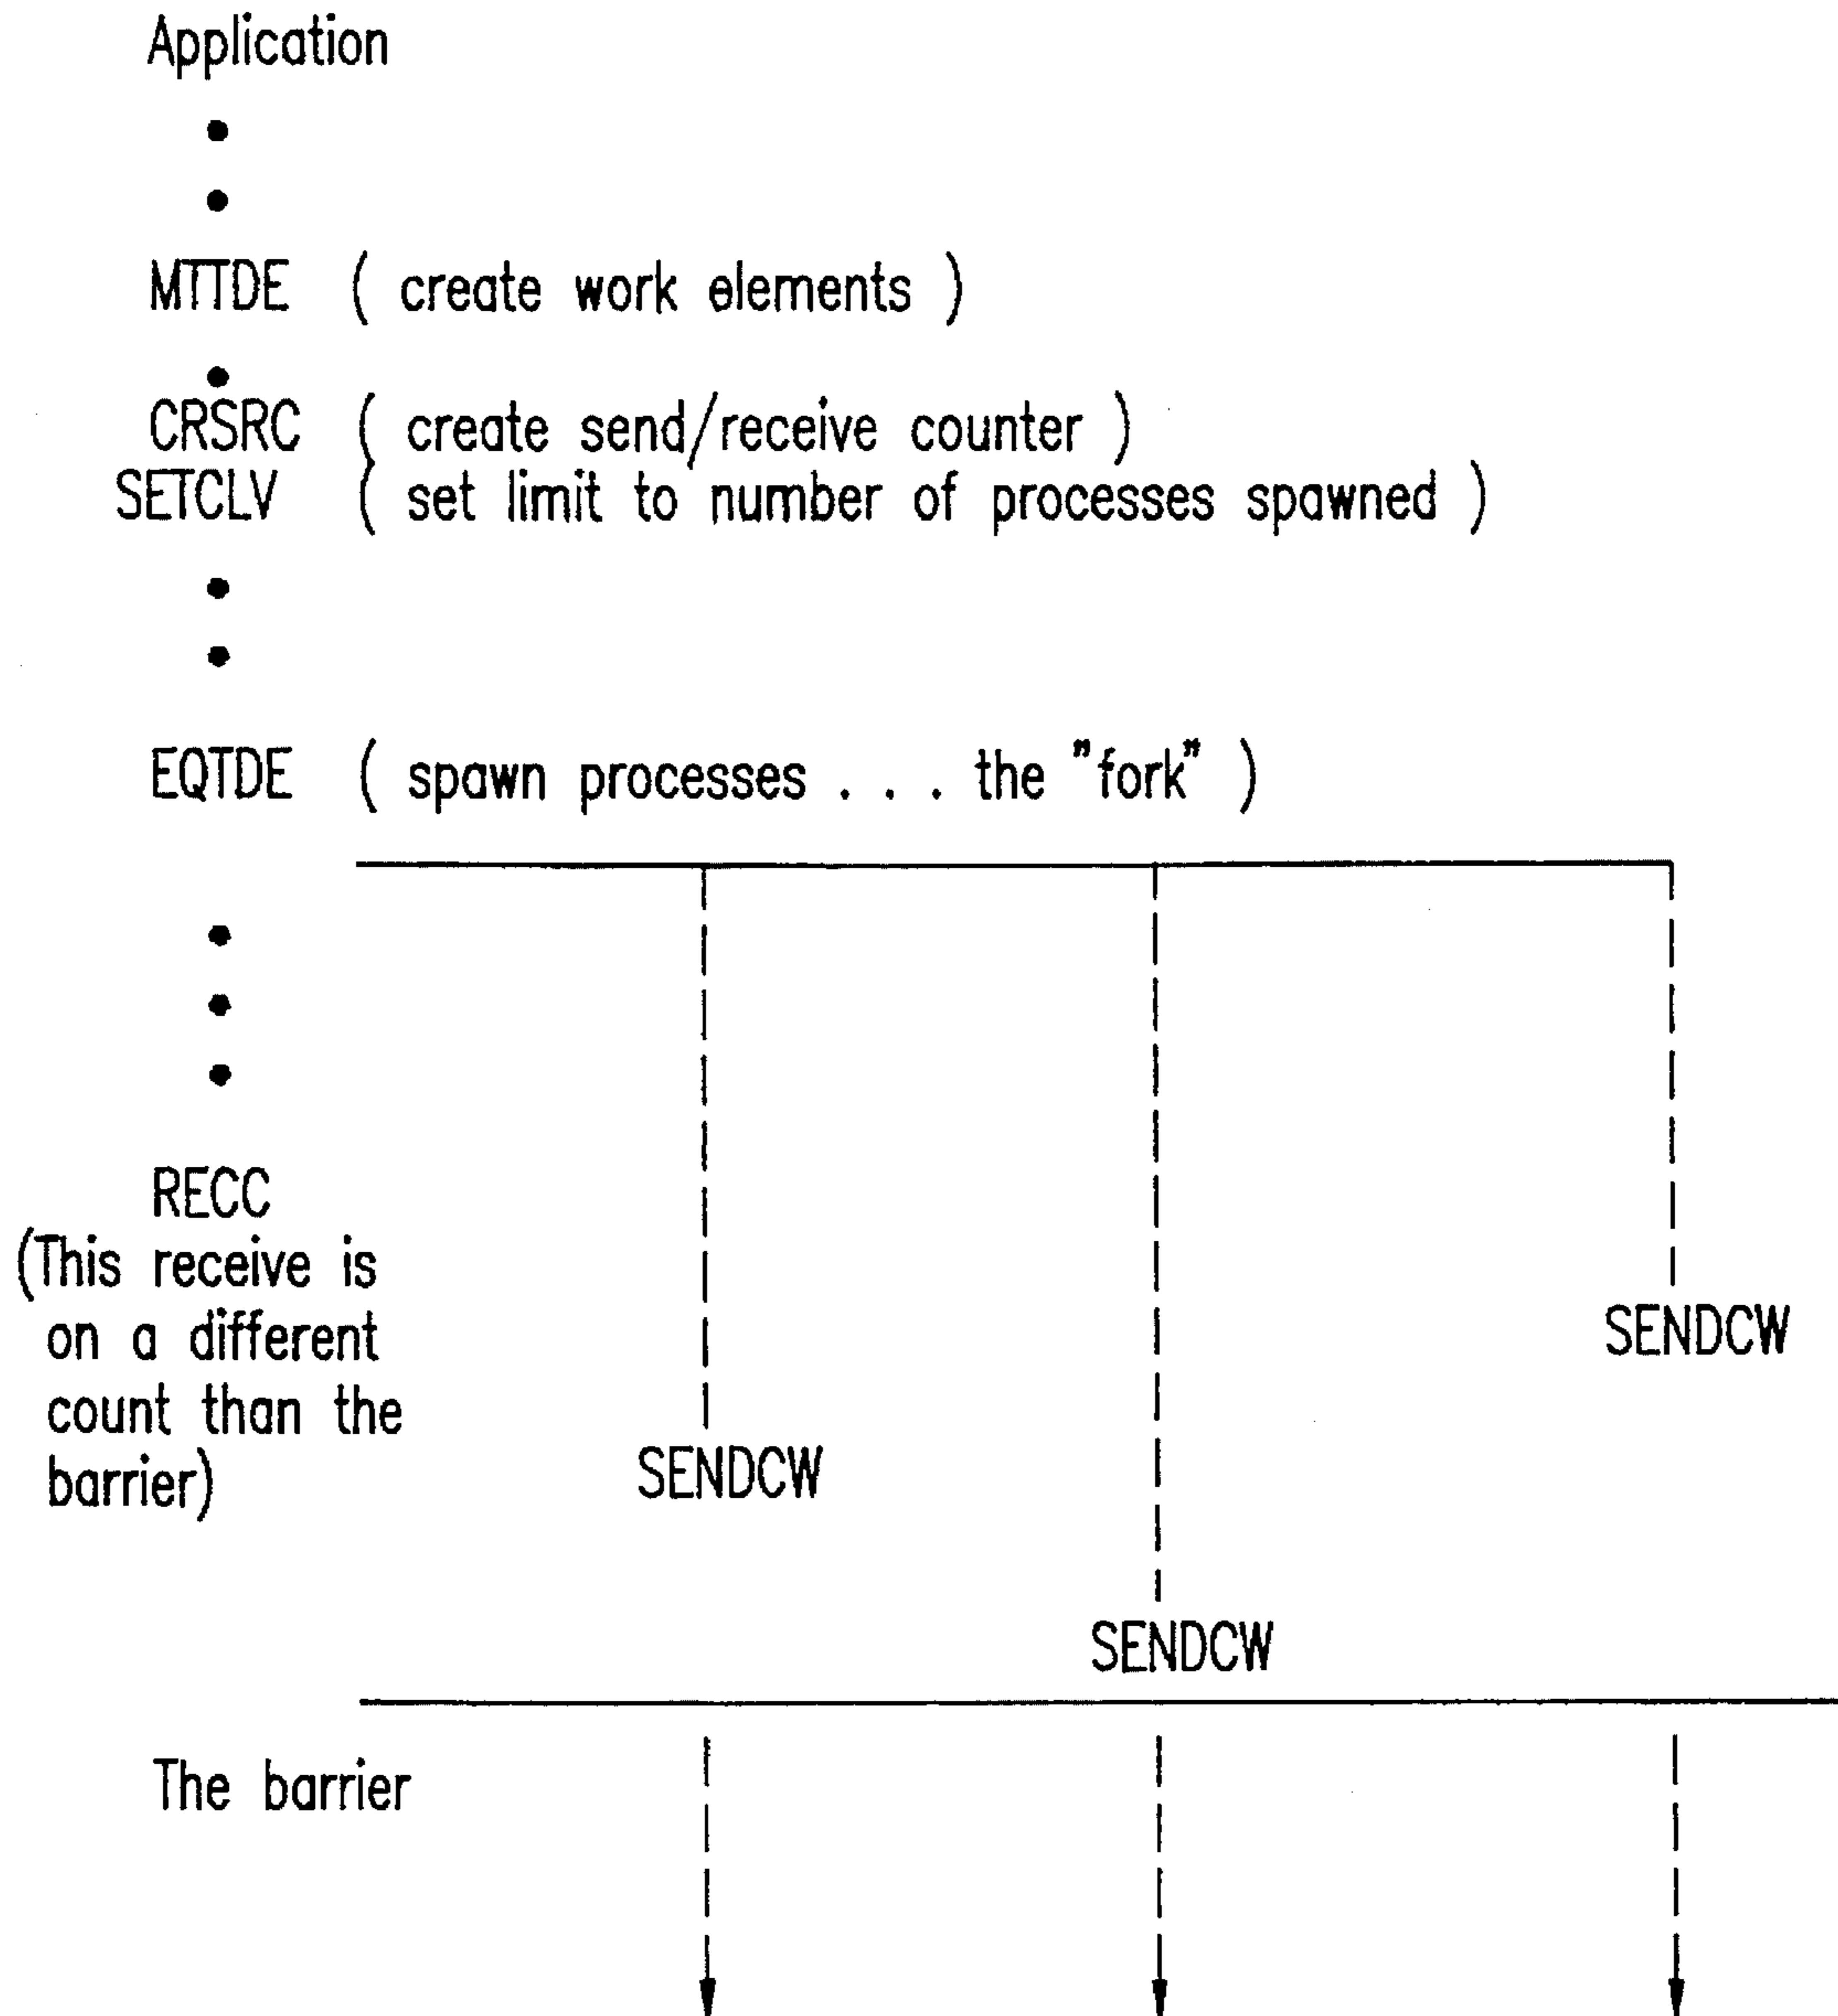 Application
MTTDE ( create work elements )
CRSRC ( create send/receive counter )
SETCLV ( set limit to number of processes spawned )
EQTDE ( spawn processes . . . the "fork" )
RECC
(This receive is
on a different
count than the
barrier)
SENDCW
SENDCW
SENDCW
The barrier